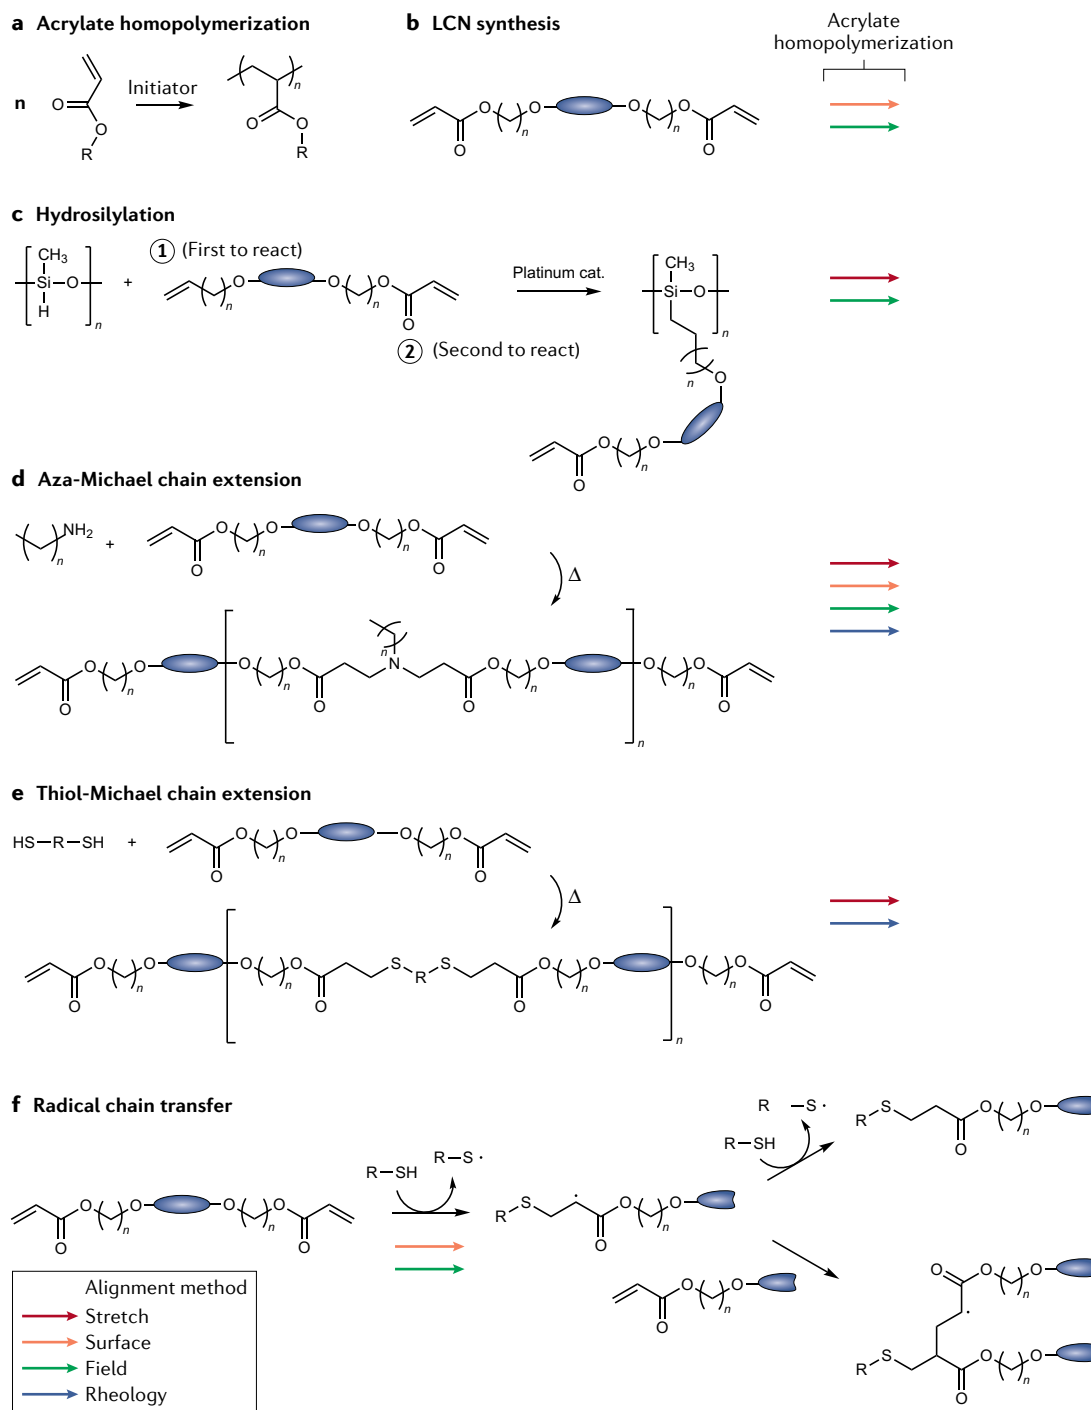 a Acrylate homopolymerization
n
O
O
R
Initiator
n
O
O
R
b LCN synthesis
Acrylate
homopolymerization
O
O
n
O
O
n
O
O
c Hydrosilylation
CH3
Si
O
H
n
+
1 (First to react)
n
O
O
n
O
O
2 (Second to react)
Platinum cat.
CH3
Si
O
n
n
O
O
n
O
O
d Aza-Michael chain extension
n
NH2
+
O
O
n
O
O
n
O
O
Δ
O
O
n
O
O
n
O
O
n
N
O
O
n
O
n
O
n
O
O
e Thiol-Michael chain extension
HS R SH
+
O
O
n
O
O
n
O
O
Δ
O
O
n
O
O
n
O
O
S
R
S
O
O
n
O
n
O
n
O
O
f Radical chain transfer
O
O
n
O
O
n
O
O
R SH
R S ·
R
S
·
O
O
n
O
O
O
n
O
R SH
R S ·
R
S
O
O
n
O
O
O
n
O
·
R
S
O
O
n
O
Alignment method
Stretch
Surface
Field
Rheology